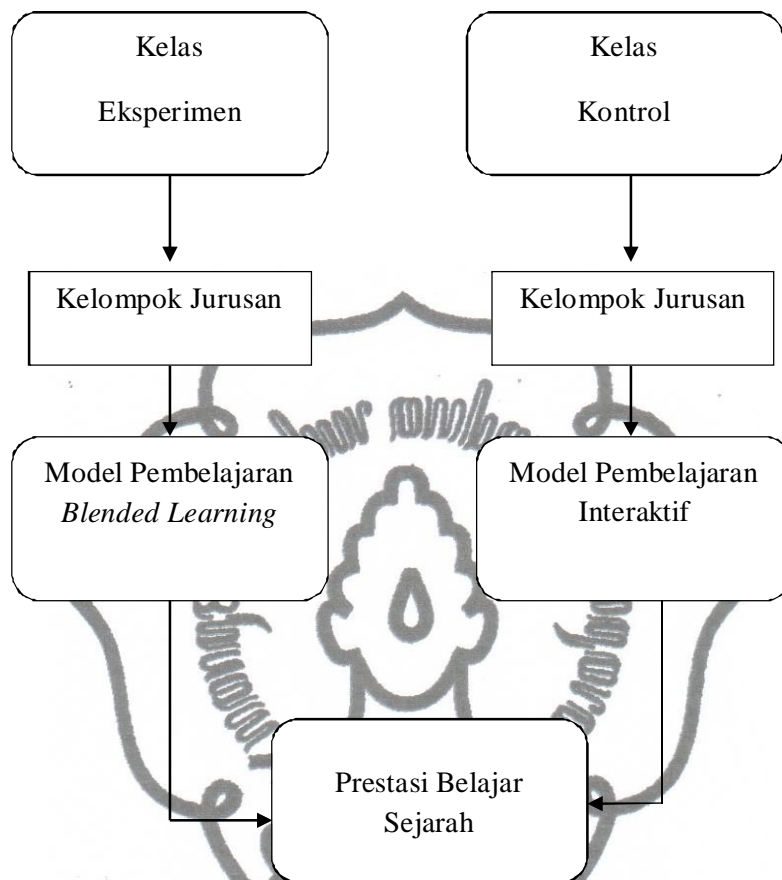 Kelas
Eksperimen
Kelas
Kontrol
Kelompok Jurusan
Kelompok Jurusan
Model Pembelajaran
Blended Learning
Model Pembelajaran
Interaktif
Prestasi Belajar
Sejarah